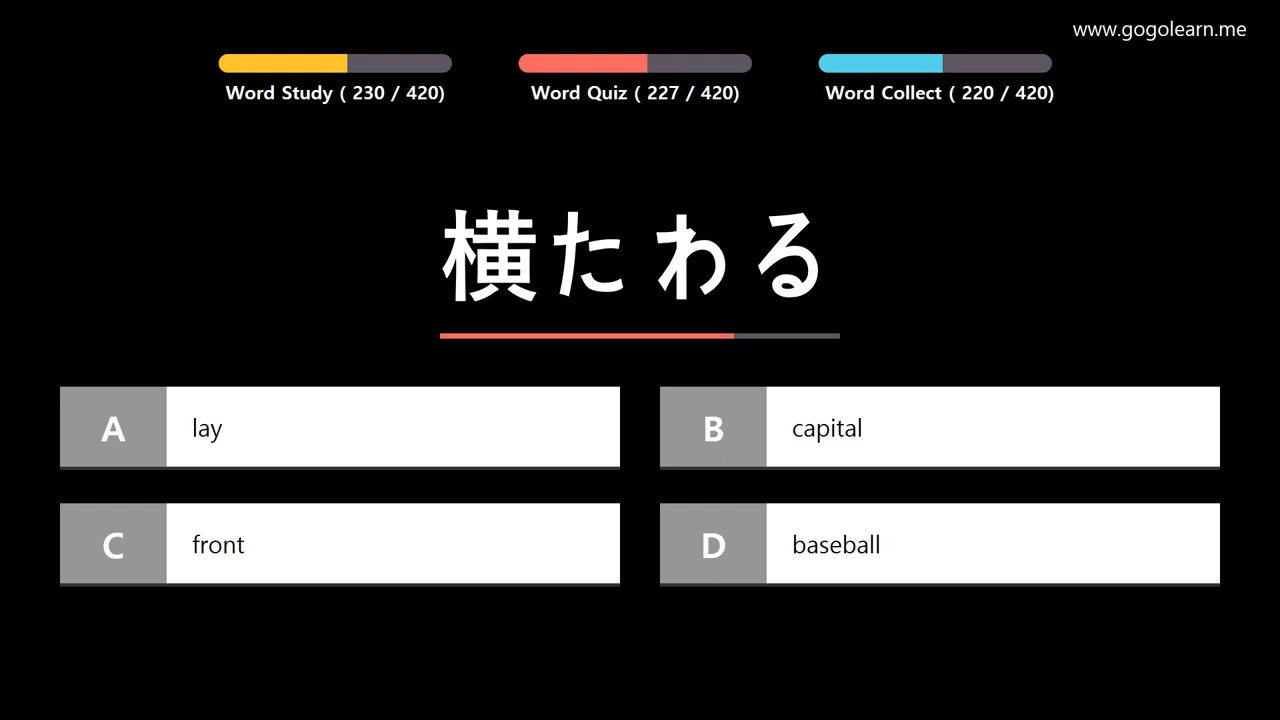 www.gogolearn.me
Word Study ( 230 / 420)
Word Quiz ( 227 / 420)
Word Collect ( 220 / 420)
横たわる
A lay
B capital
C front
D baseball